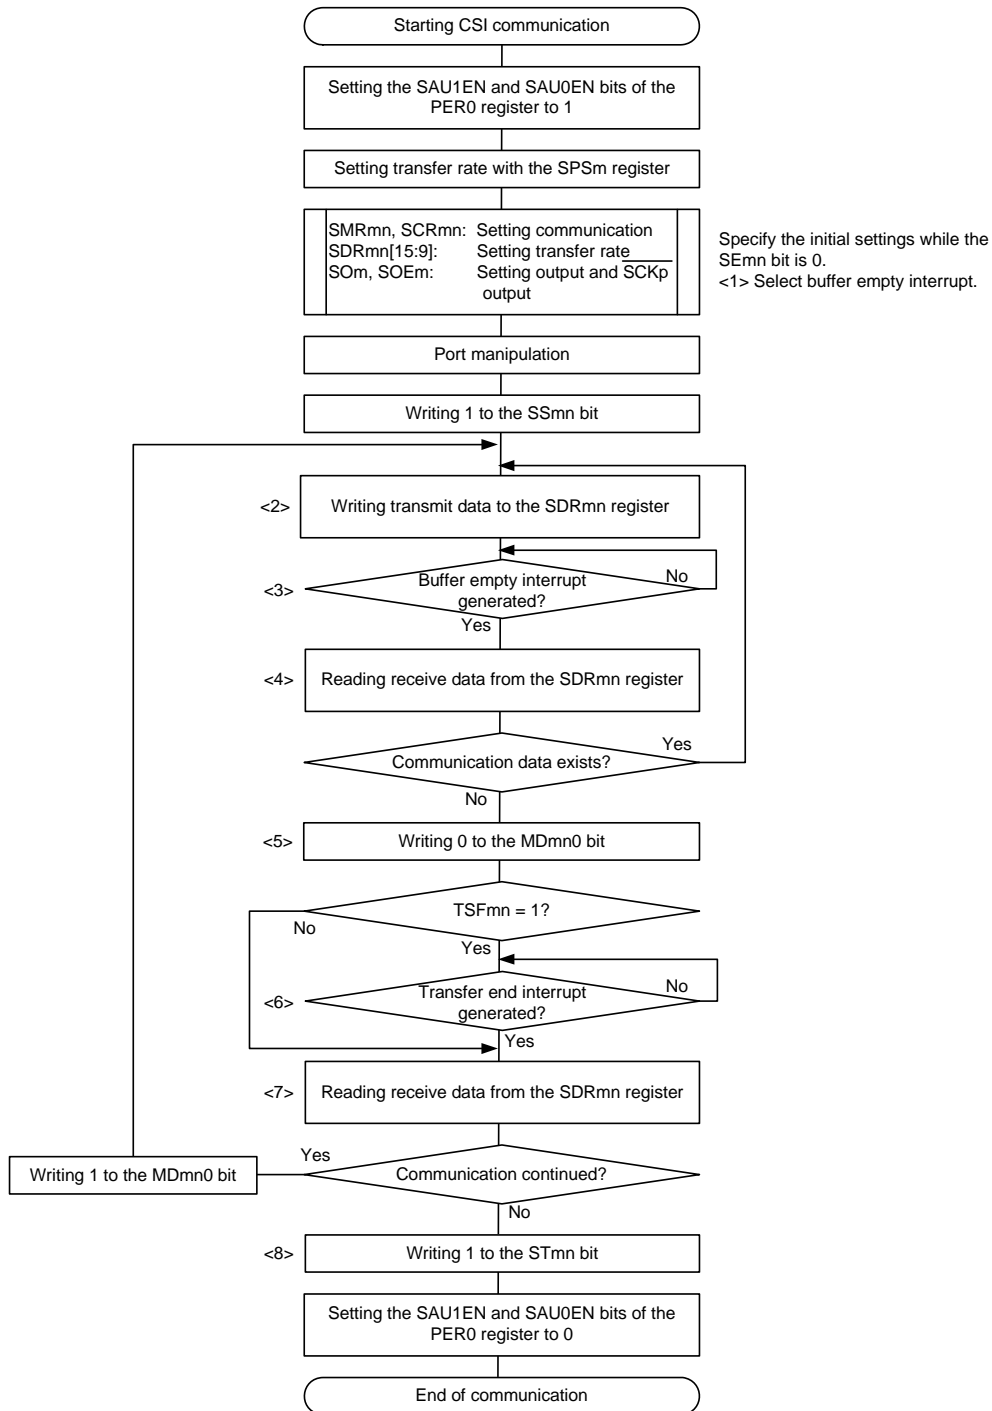 Starting CSI communication
Setting the SAU1EN and SAU0EN bits of the
PER0 register to 1
Setting transfer rate with the SPSm register
SMRmn, SCRmn: Setting communication
SDRmn[15:9]: Setting transfer rate
SOm, SOEm: Setting output and SCKp
output
Specify the initial settings while the
SEmn bit is 0.
<1> Select buffer empty interrupt.
Port manipulation
Writing 1 to the SSmn bit
<2> Writing transmit data to the SDRmn register
Buffer empty interrupt
generated?
No
<3>
Yes
<4> Reading receive data from the SDRmn register
Yes
Communication data exists?
No
<5> Writing 0 to the MDmn0 bit
TSFmn = 1?
No
Yes
Transfer end interrupt
generated?
No
<6>
Yes
<7> Reading receive data from the SDRmn register
Yes
Writing 1 to the MDmn0 bit
Communication continued?
No
<8> Writing 1 to the STmn bit
Setting the SAU1EN and SAU0EN bits of the
PER0 register to 0
End of communication